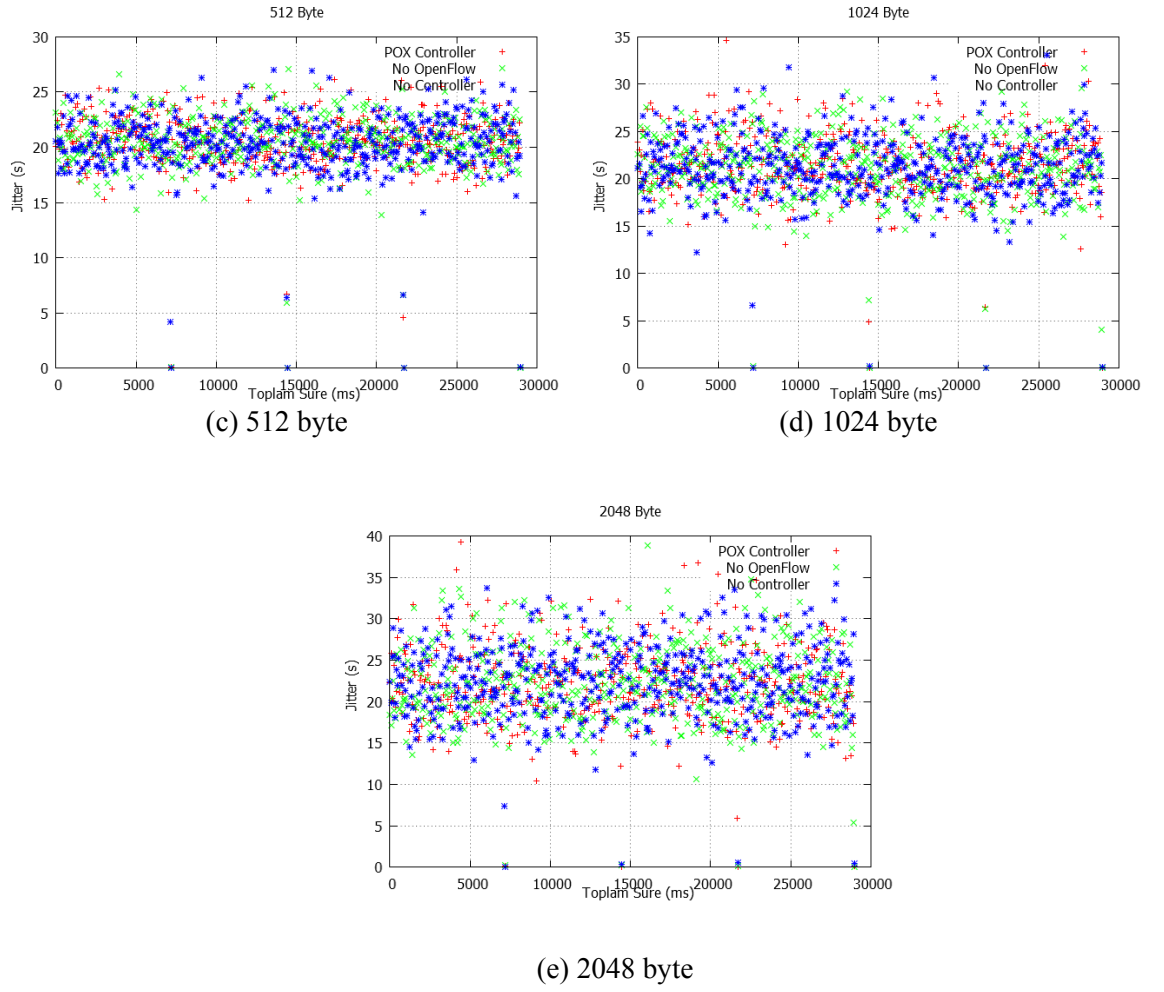 512 Byte
30
25
20
15
10
5
0
Jitter (s)
POX Controller
No OpenFlow
No Controller
0 5000 10000 15000 20000 25000 30000
Toplam Sure (ms)
(c) 512 byte
1024 Byte
35
30
25
20
15
10
5
0
Jitter (s)
POX Controller
No OpenFlow
No Controller
0 5000 10000 15000 20000 25000 30000
Toplam Sure (ms)
(d) 1024 byte
2048 Byte
40
35
30
25
20
15
10
5
0
Jitter (s)
POX Controller
No OpenFlow
No Controller
0 5000 10000 15000 20000 25000 30000
Toplam Sure (ms)
(e) 2048 byte